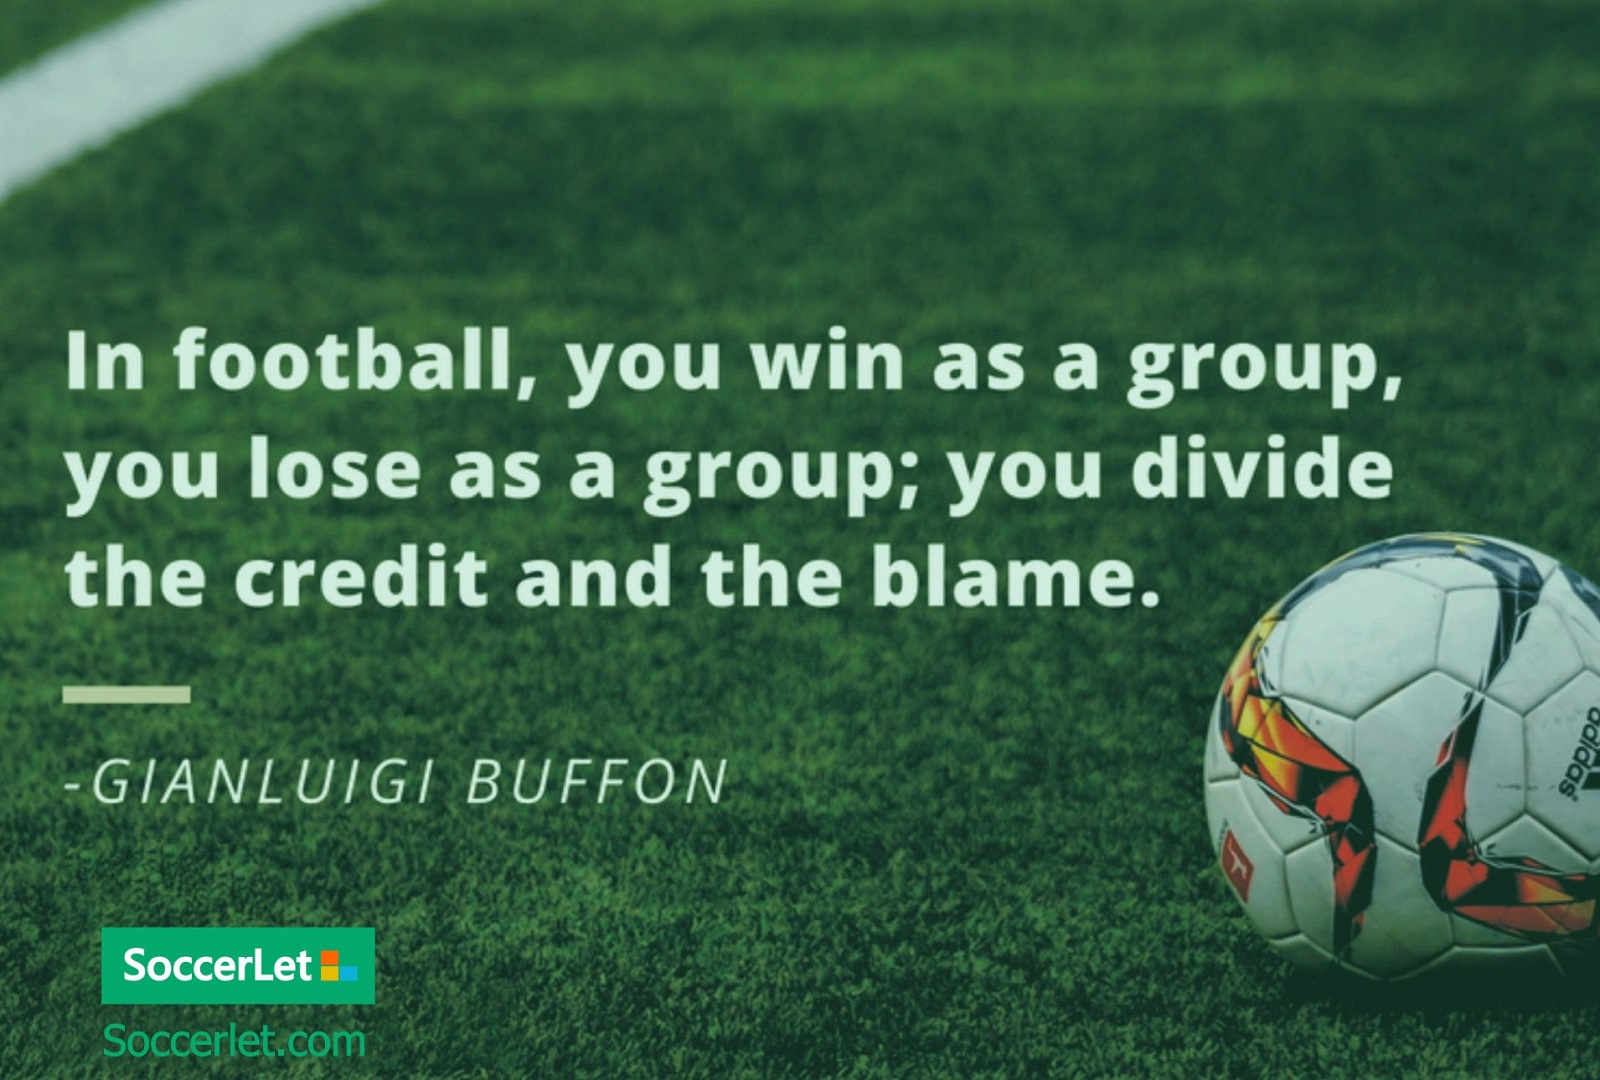 In football, you win as a group,
you lose as a group; you divide
the credit and the blame.
-GIANLUIGI BUFFON
adidas
SoccerLet
Soccerlet.com